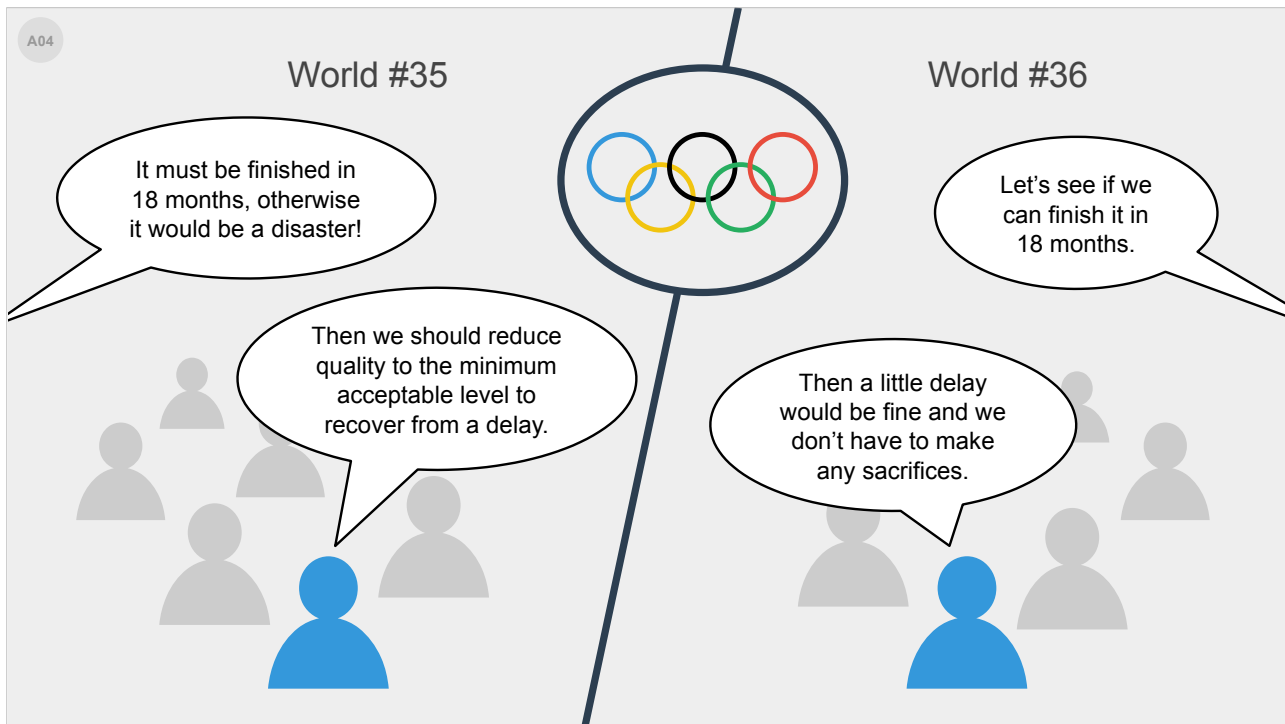 A04
World #35
World #36
It must be finished in
18 months, otherwise
it would be a disaster!
Then we should reduce
quality to the minimum
acceptable level to
recover from a delay.
Let’s see if we
can finish it in
18 months.
Then a little delay
would be fine and we
don’t have to make
any sacrifices.